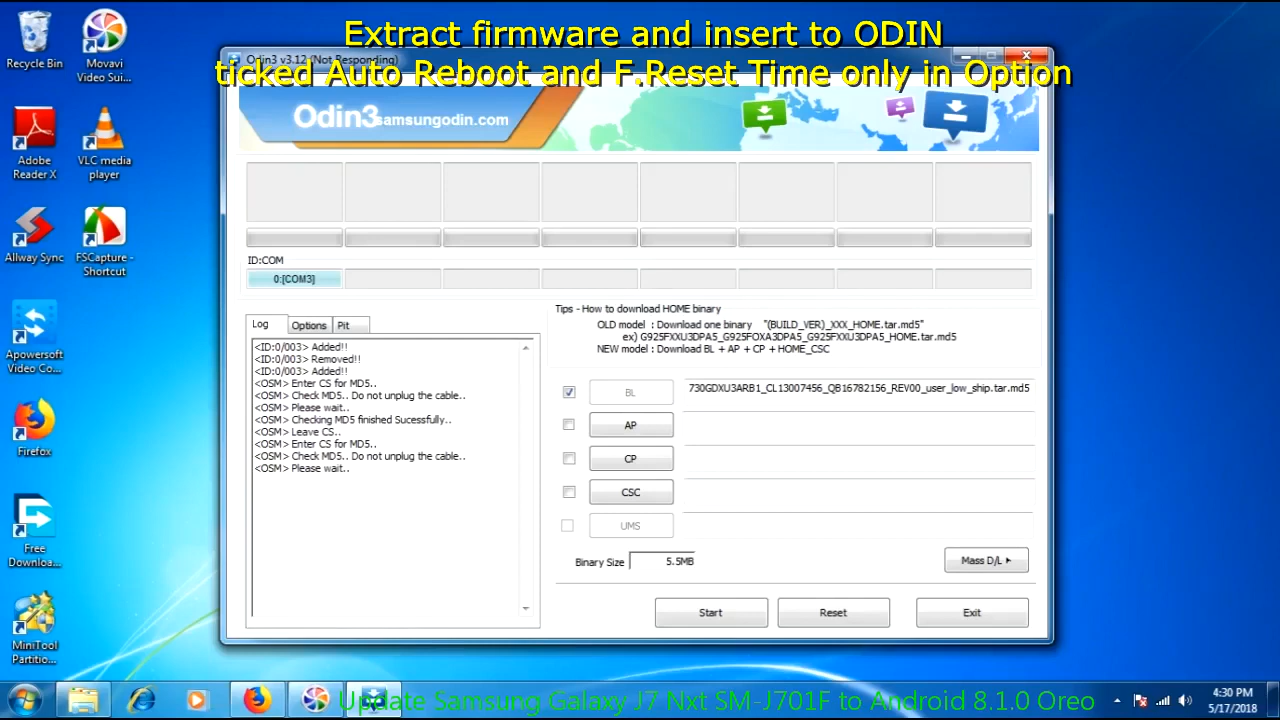 Extract firmware and insert to ODIN
ticked Auto Reboot and F.Reset Time only in Option
Recycle Bin
Movavi
Video Sui...
Adobe
Reader X
VLC media
player
Allway Sync
FSCapture -
Shortcut
Apowersoft
Video Co...
Firefox
Free
Downloa...
MiniTool
Partitio...
Odin3 v3.12 (Not Responding)
Odin3
samsungodin.com
ID:COM
0:[COM3]
Log
Options
Pit
<ID:0/003> Added!!
<ID:0/003> Removed!!
<ID:0/003> Added!!
<OSM> Enter CS for MD5..
<OSM> Check MD5.. Do not unplug the cable..
<OSM> Please wait..
<OSM> Checking MD5 finished Sucessfully..
<OSM> Leave CS..
<OSM> Enter CS for MD5..
<OSM> Check MD5.. Do not unplug the cable..
<OSM> Please wait..
Tips - How to download HOME binary
OLD model : Download one binary "(BUILD_VER)_XXX_HOME.tar.md5"
ex) G925FXXU3DPA5_G925FOXA3DPA5_G925FXXU3DPA5_HOME.tar.md5
NEW model : Download BL + AP + CP + HOME_CSC
BL
730GDXU3ARB1_CL13007456_QB16782156_REV00_user_low_ship.tar.md5
AP
CP
CSC
UMS
Binary Size
5.5MB
Mass D/L
Start
Reset
Exit
Update Samsung Galaxy J7 Nxt SM-J701F to Android 8.1.0 Oreo
4:30 PM
5/17/2018